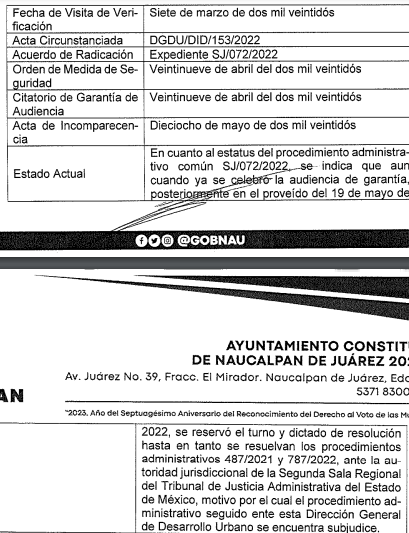 Fecha de Visita de Veri-
ficación
Siete de marzo de dos mil veintidós
Acta Circunstanciada
DGDU/DID/153/2022
Acuerdo de Radicación
Expediente SJ/072/2022
Orden de Medida de Se-
guridad
Veintinueve de abril del dos mil veintidós
Citatorio de Garantía de
Audiencia
Veintinueve de abril del dos mil veintidós
Acta de Incomparecen-
cia
Dieciocho de mayo de dos mil veintidós
Estado Actual
En cuanto al estatus del procedimiento administra-
tivo común SJ/072/2022, se indica que aun
cuando ya se celebró la audiencia de garantía,
posteriormente en el proveído del 19 de mayo de
@GOBNAU
AYUNTAMIENTO CONSTITU
DE NAUCALPAN DE JUÁREZ 202
Av. Juárez No. 39, Fracc. El Mirador. Naucalpan de Juárez, Edo
5371 8300
AN
"2023. Año del Septuagésimo Aniversario del Reconocimiento del Derecho al Voto de las Mu
2022, se reservó el turno y dictado de resolución
hasta en tanto se resuelvan los procedimientos
administrativos 487/2021 y 787/2022, ante la au-
toridad jurisdiccional de la Segunda Sala Regional
del Tribunal de Justicia Administrativa del Estado
de México, motivo por el cual el procedimiento ad-
ministrativo seguido ente esta Dirección General
de Desarrollo Urbano se encuentra subjudice.